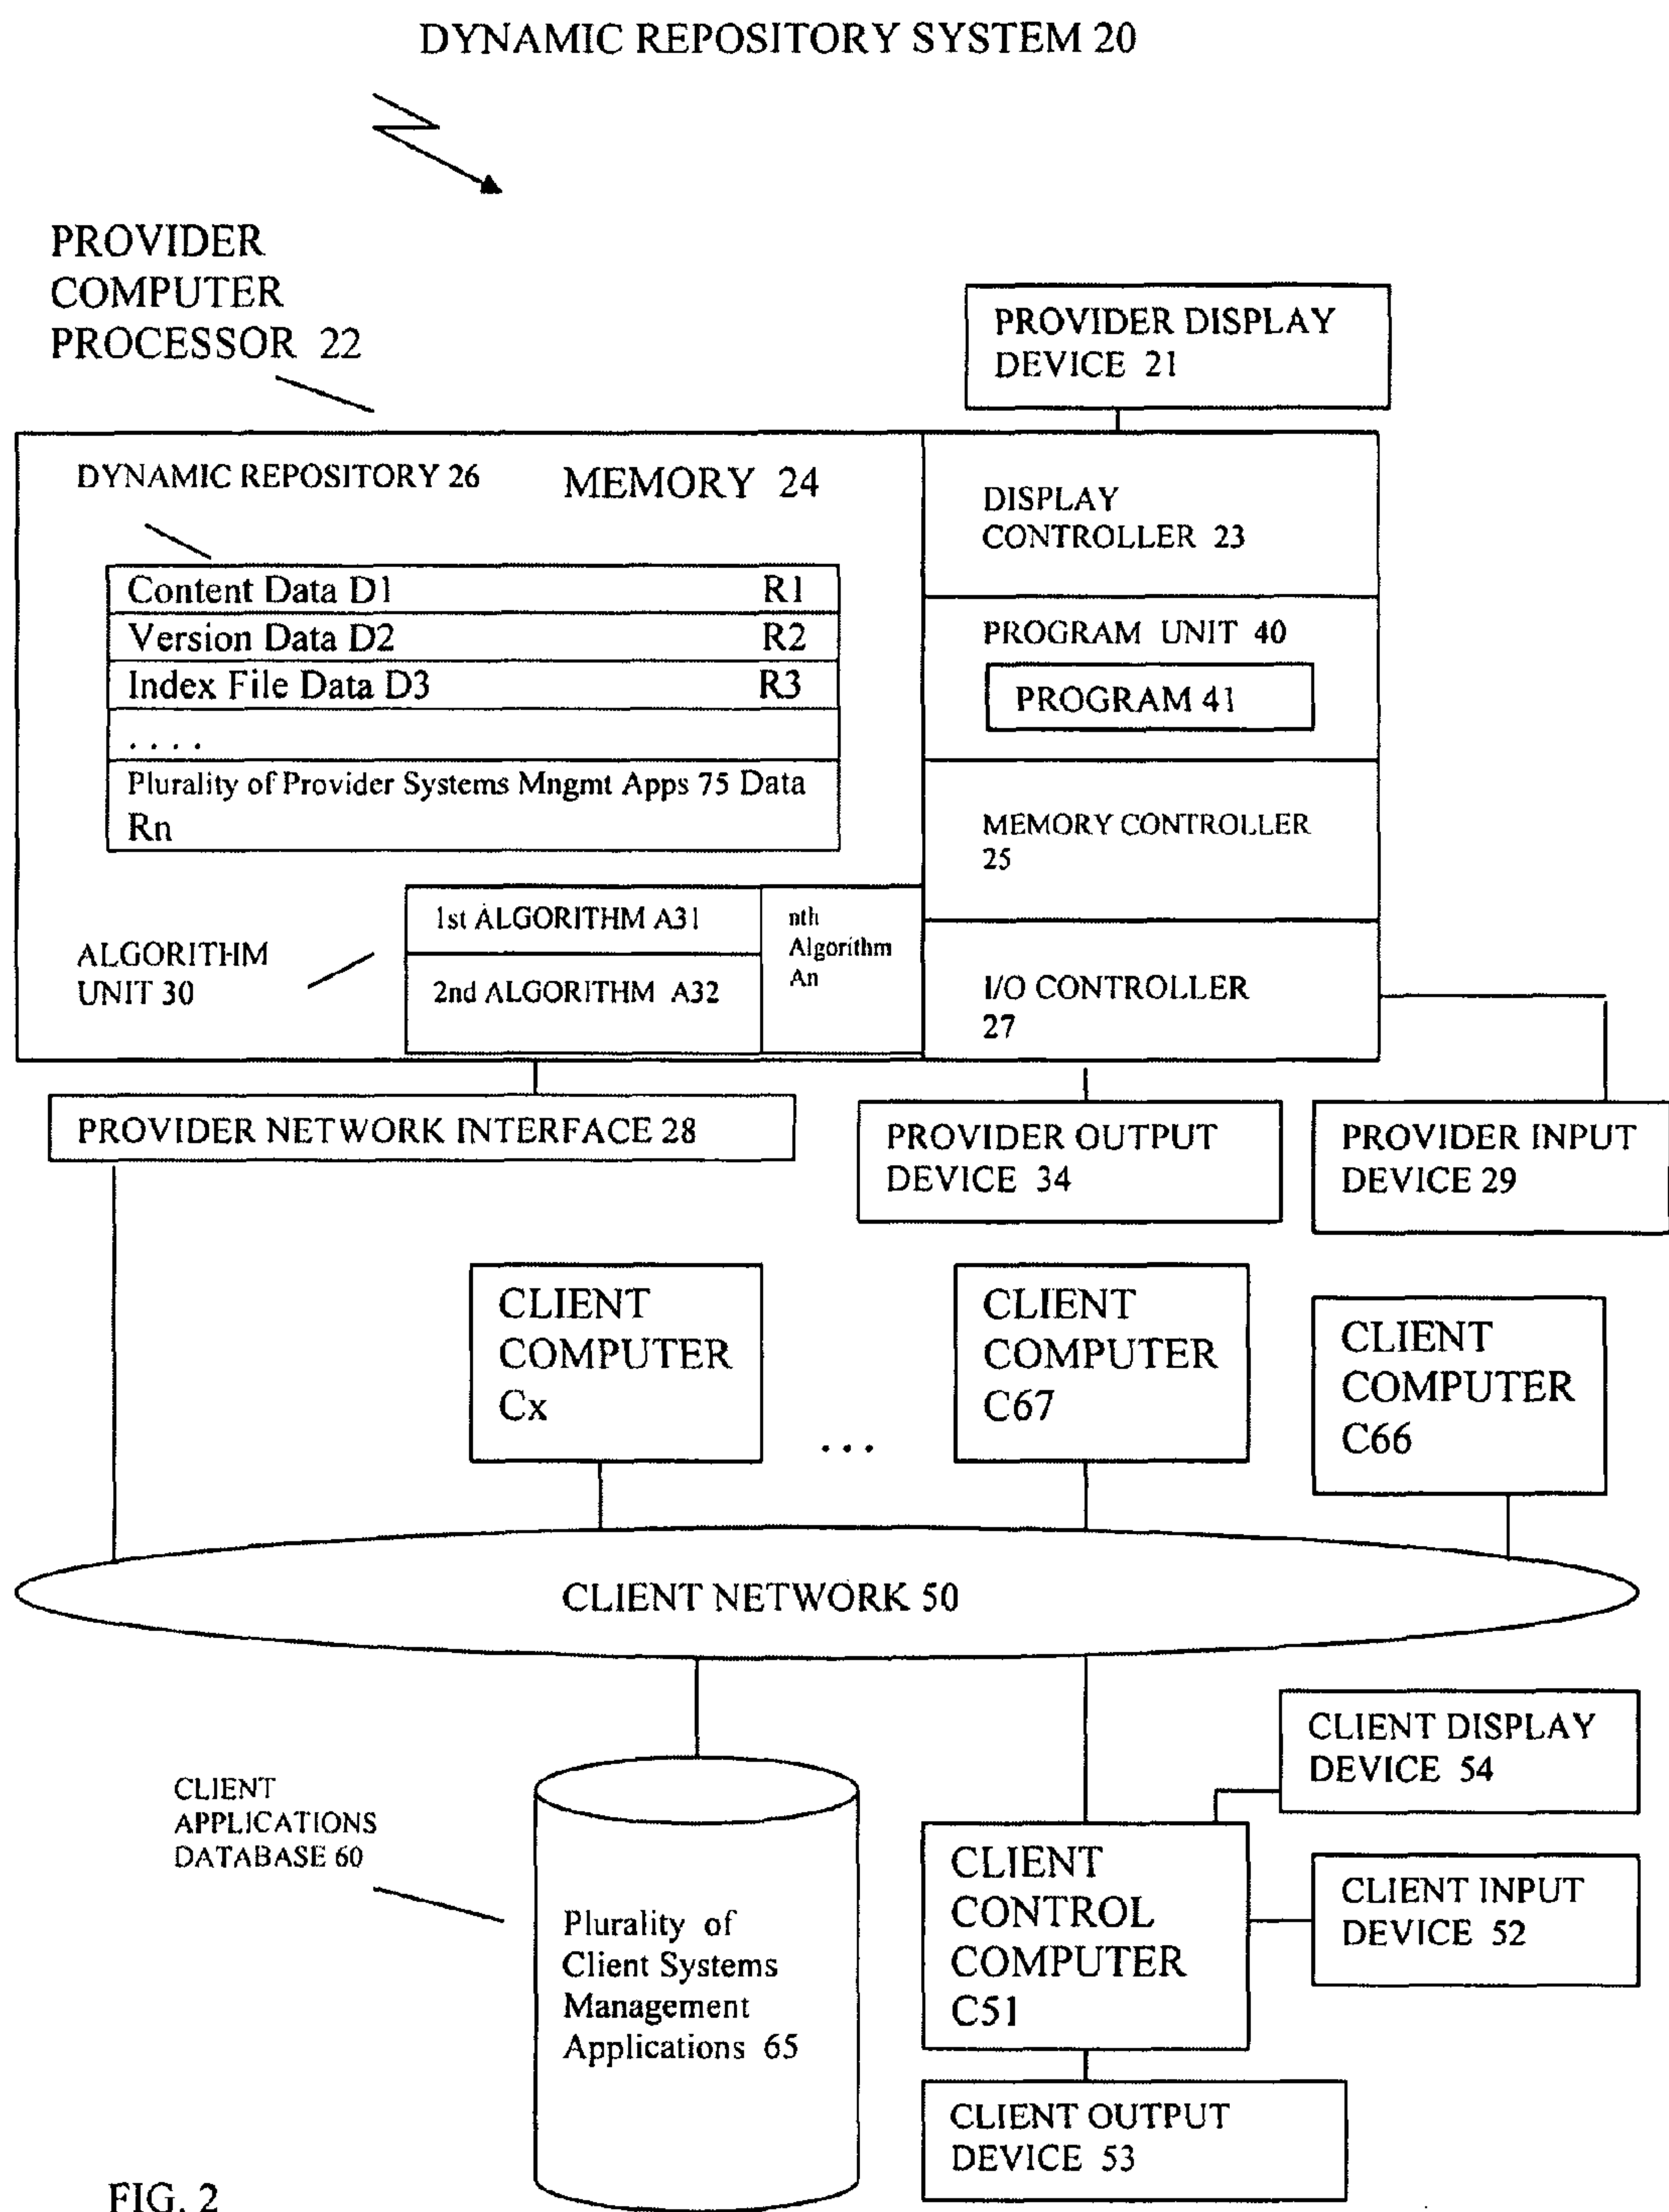 DYNAMIC REPOSITORY SYSTEM 20
PROVIDER
COMPUTER
PROCESSOR 22
PROVIDER DISPLAY
DEVICE 21
DYNAMIC REPOSITORY 26
MEMORY 24
Content Data D1 R1
Version Data D2 R2
Index File Data D3 R3
. . . .
Plurality of Provider Systems Mngmt Apps 75 Data
Rn
DISPLAY
CONTROLLER 23
PROGRAM UNIT 40
PROGRAM 41
MEMORY CONTROLLER
25
I/O CONTROLLER
27
ALGORITHM
UNIT 30
1st ALGORITHM A31
2nd ALGORITHM A32
nth
Algorithm
An
PROVIDER NETWORK INTERFACE 28
PROVIDER OUTPUT
DEVICE 34
PROVIDER INPUT
DEVICE 29
CLIENT
COMPUTER
Cx
...
CLIENT
COMPUTER
C67
CLIENT
COMPUTER
C66
CLIENT NETWORK 50
CLIENT
APPLICATIONS
DATABASE 60
Plurality of
Client Systems
Management
Applications 65
CLIENT
CONTROL
COMPUTER
C51
CLIENT DISPLAY
DEVICE 54
CLIENT INPUT
DEVICE 52
CLIENT OUTPUT
DEVICE 53
FIG. 2